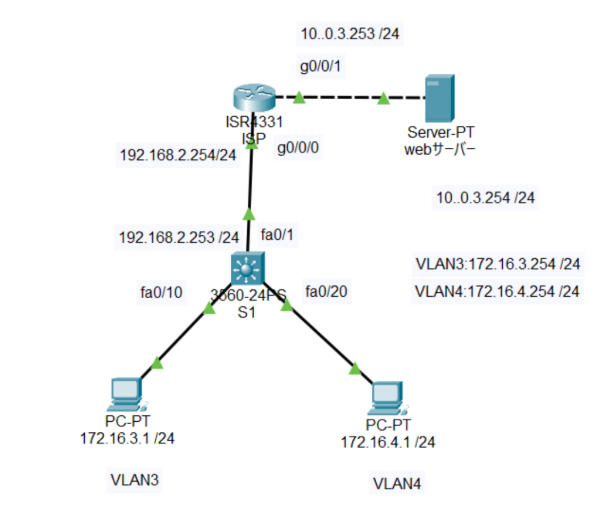 10..0.3.253 /24
g0/0/1
ISR4331
ISP
Server-PT
webサーバー
192.168.2.254/24
g0/0/0
10..0.3.254 /24
192.168.2.253 /24
fa0/1
VLAN3:172.16.3.254 /24
VLAN4:172.16.4.254 /24
fa0/10
3560-24PS
S1
fa0/20
PC-PT
172.16.3.1 /24
PC-PT
172.16.4.1 /24
VLAN3
VLAN4